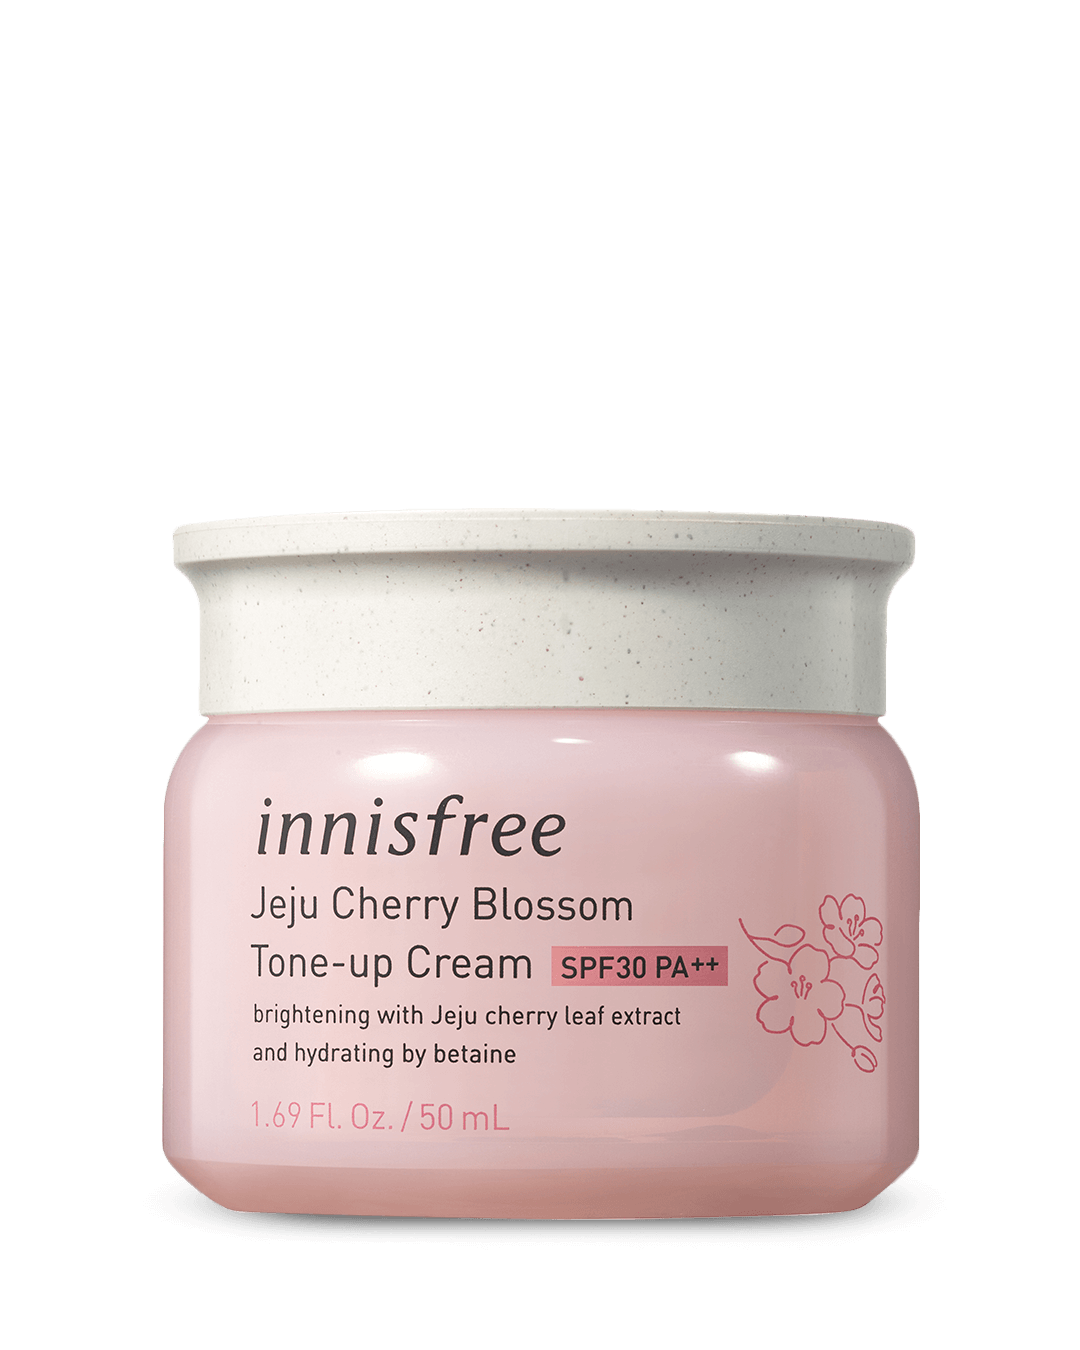 innisfree
Jeju Cherry Blossom
Tone-up Cream SPF30 PA++
brightening with Jeju cherry leaf extract
and hydrating by betaine
1.69 Fl. Oz. / 50 mL